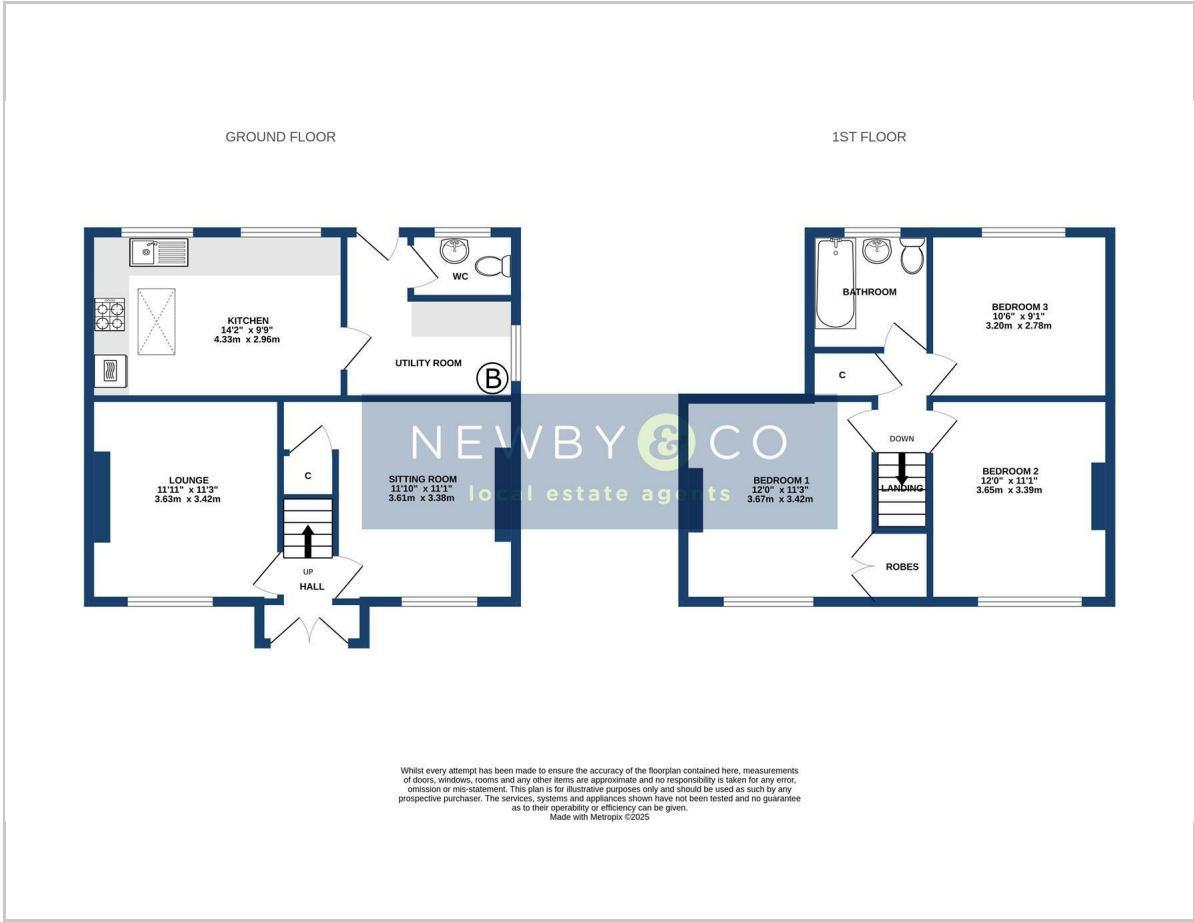 GROUND FLOOR
1ST FLOOR
KITCHEN
14'2" x 9'9"
4.33m x 2.96m
WC
UTILITY ROOM
B
LOUNGE
11'11" x 11'3"
3.63m x 3.42m
C
SITTING ROOM
11'10" x 11'1"
3.61m x 3.38m
UP
HALL
BATHROOM
BEDROOM 3
10'6" x 9'1"
3.20m x 2.78m
C
DOWN
LANDING
BEDROOM 1
12'0" x 11'3"
3.67m x 3.42m
BEDROOM 2
12'0" x 11'1"
3.65m x 3.39m
ROBES
NEWBY & CO
local estate agents
Whilst every attempt has been made to ensure the accuracy of the floorplan contained here, measurements
of doors, windows, rooms and any other items are approximate and no responsibility is taken for any error,
omission or mis-statement. This plan is for illustrative purposes only and should be used as such by any
prospective purchaser. The services, systems and appliances shown have not been tested and no guarantee
as to their operability or efficiency can be given.
Made with Metropix ©2025